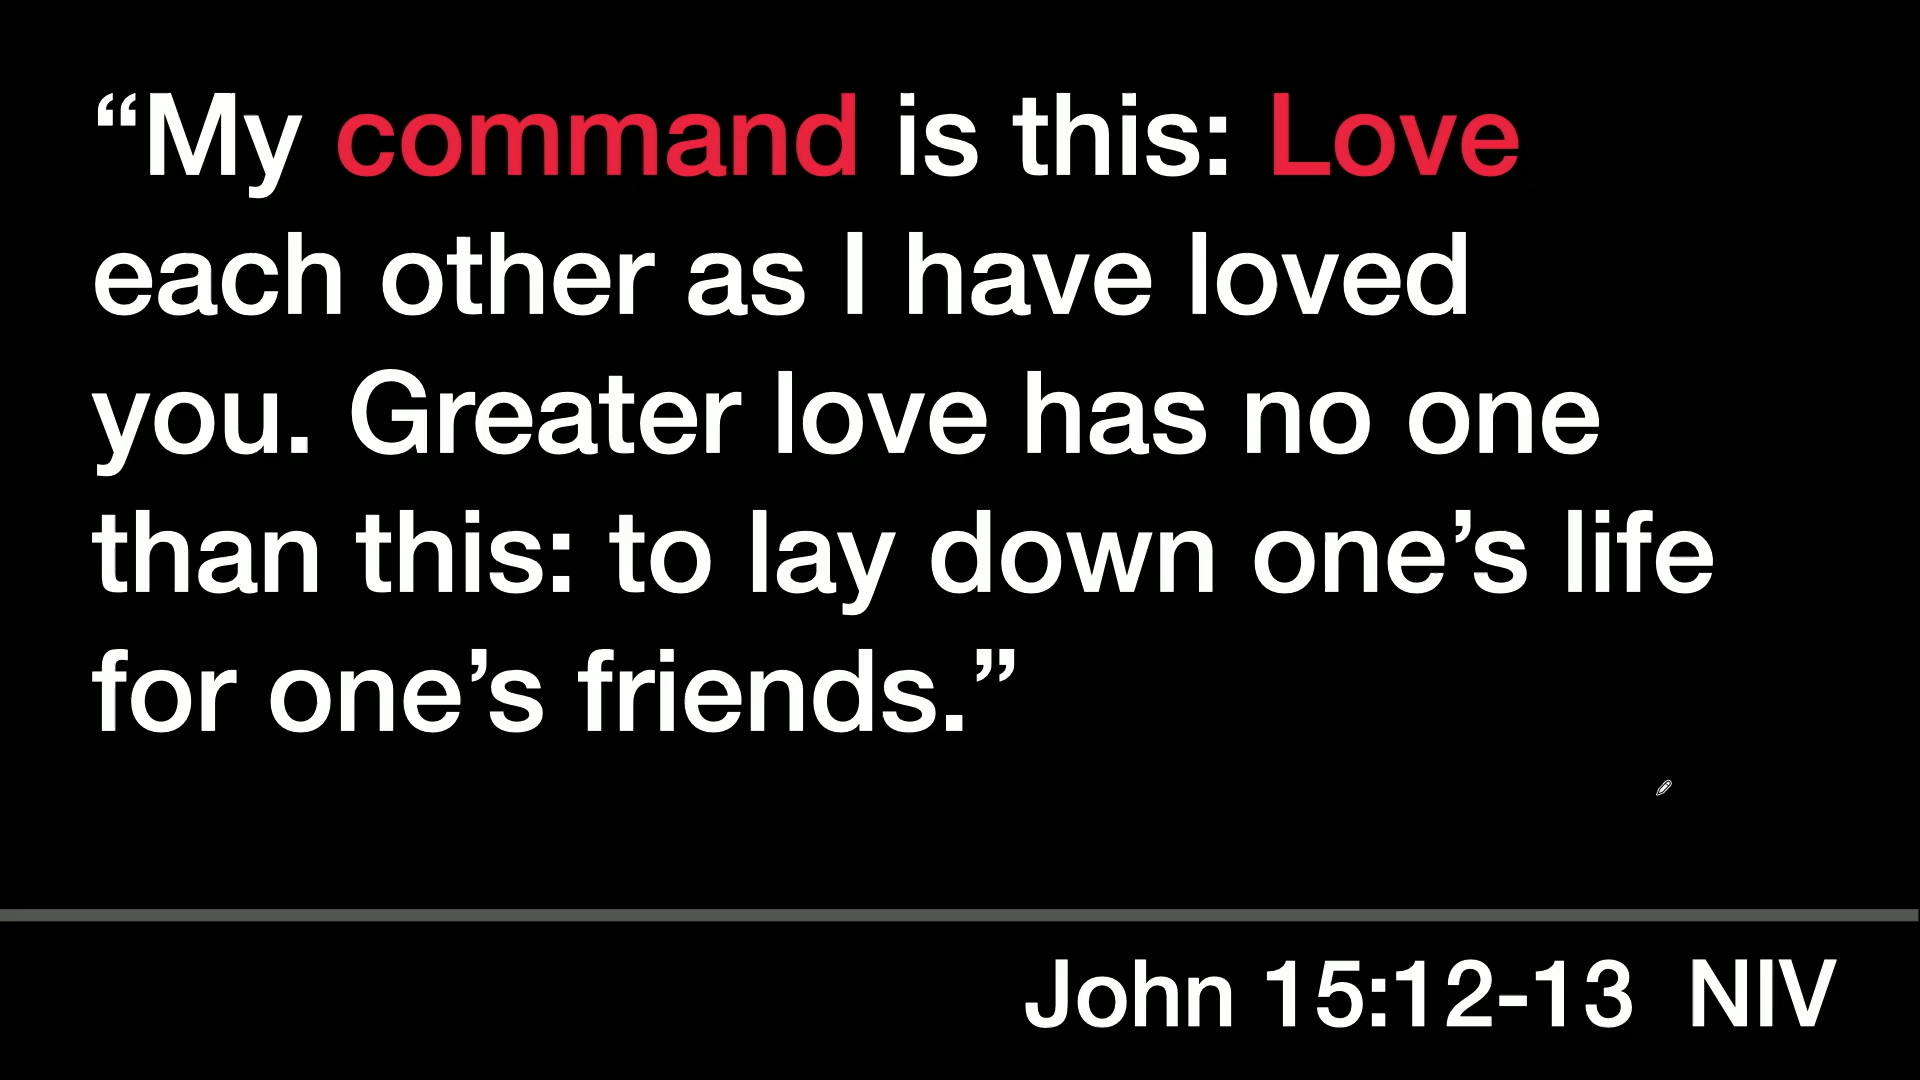 “My command is this: Love
each other as I have loved
you. Greater love has no one
than this: to lay down one’s life
for one’s friends.”
John 15:12-13 NIV